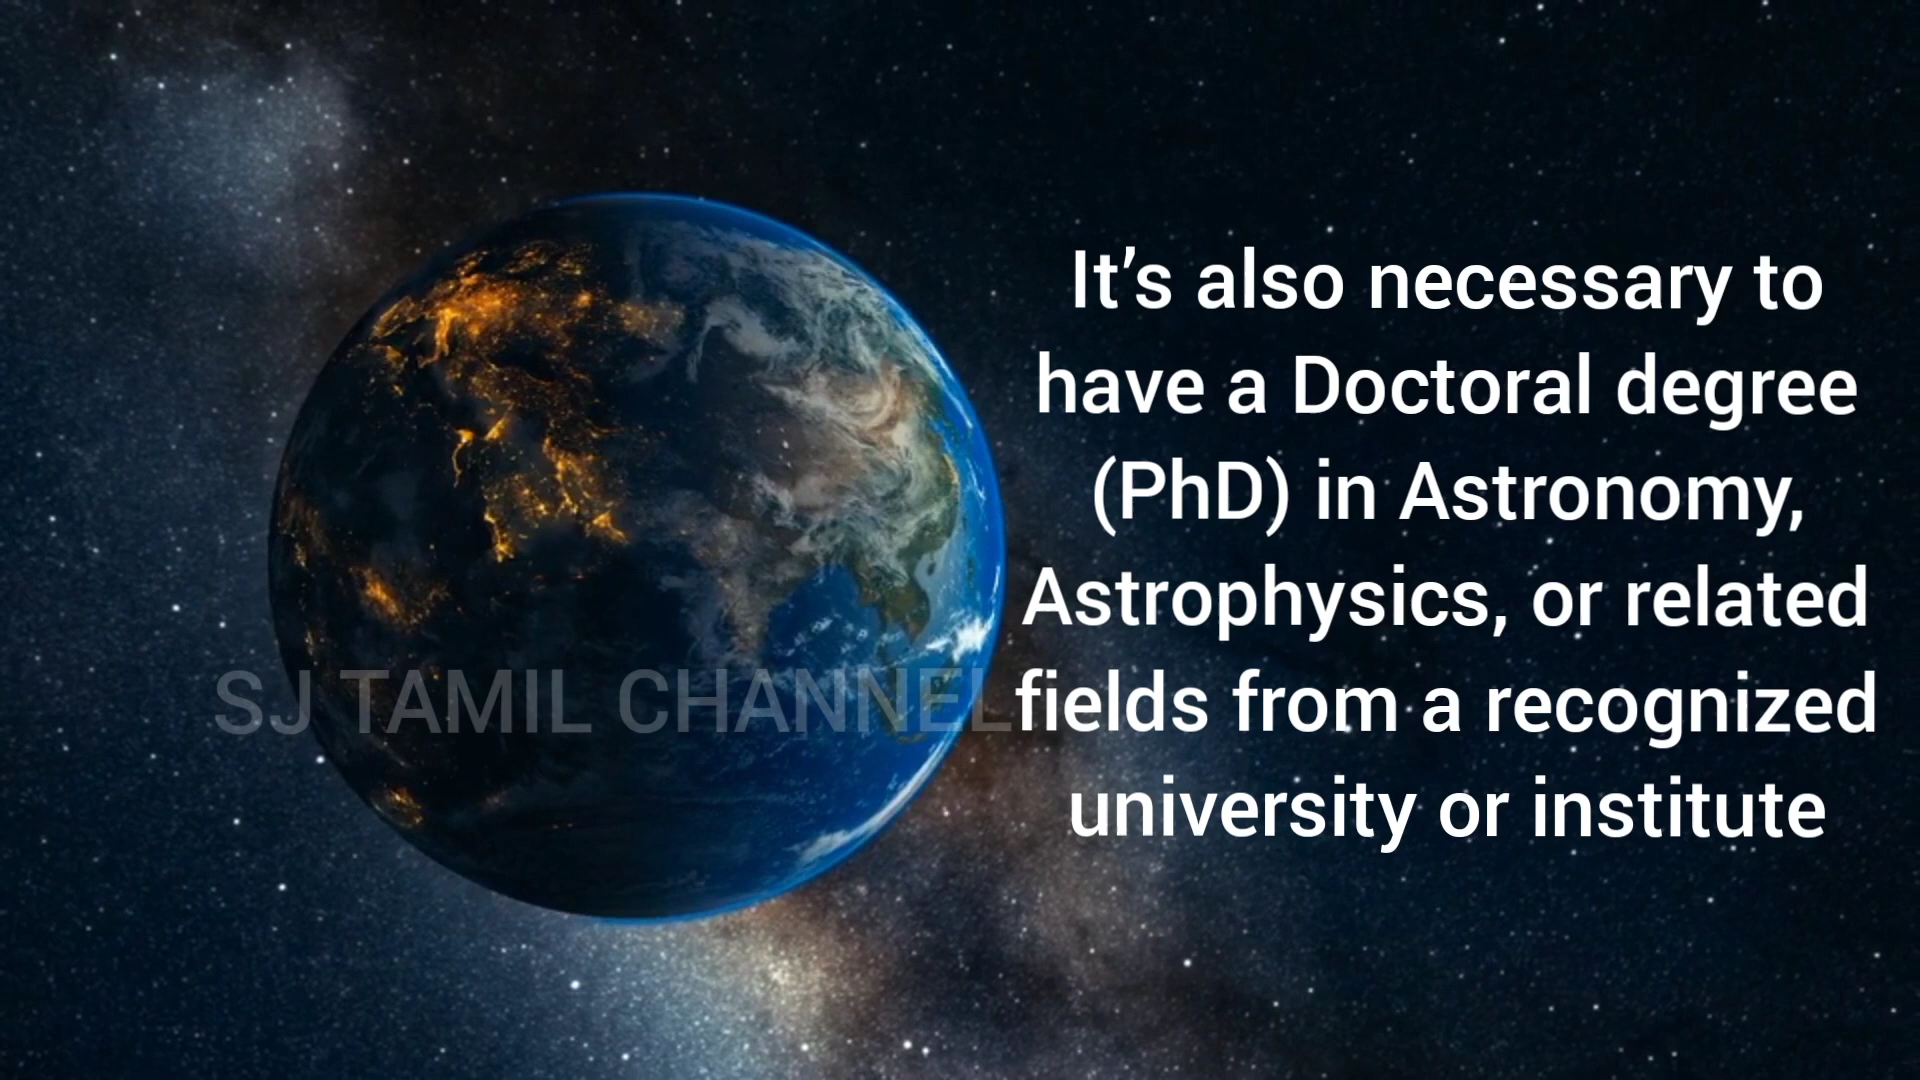 It’s also necessary to
have a Doctoral degree
(PhD) in Astronomy,
Astrophysics, or related
fields from a recognized
university or institute
SJ TAMIL CHANNEL